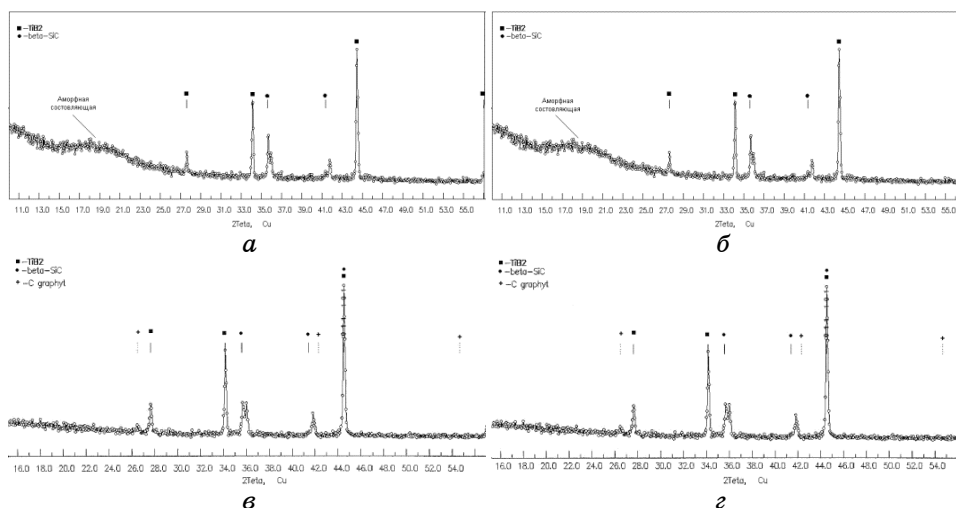 ■ -TiB2
● -beta-SiC
Аморфная
составляющая
11.0 13.0 15.0 17.0 19.0 21.0 23.0 25.0 27.0 29.0 31.0 33.0 35.0 37.0 39.0 41.0 43.0 45.0 47.0 49.0 51.0 53.0 55.0
2Teta, Cu
а
■ -TiB2
● -beta-SiC
Аморфная
составляющая
11.0 13.0 15.0 17.0 19.0 21.0 23.0 25.0 27.0 29.0 31.0 33.0 35.0 37.0 39.0 41.0 43.0 45.0 47.0 49.0 51.0 53.0 55.0
2Teta, Cu
б
■ -TiB2
● -beta-SiC
+ -C graphyt
16.0 18.0 20.0 22.0 24.0 26.0 28.0 30.0 32.0 34.0 36.0 38.0 40.0 42.0 44.0 46.0 48.0 50.0 52.0 54.0
2Teta, Cu
в
■ -TiB2
● -beta-SiC
+ -C graphyt
16.0 18.0 20.0 22.0 24.0 26.0 28.0 30.0 32.0 34.0 36.0 38.0 40.0 42.0 44.0 46.0 48.0 50.0 52.0 54.0
2Teta, Cu
г